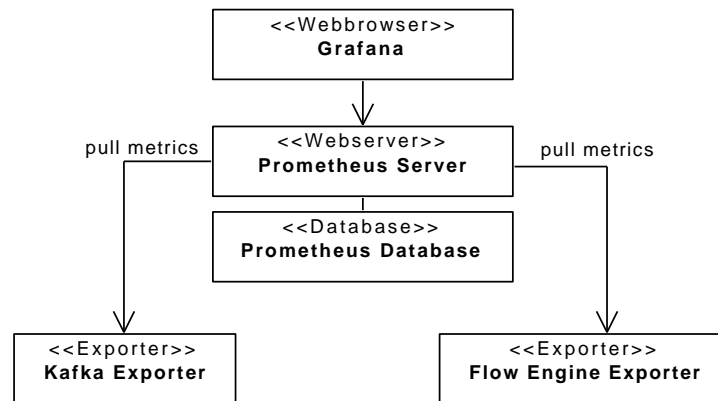 <<Webbrowser>>
Grafana
pull metrics
<<Webserver>>
Prometheus Server
pull metrics
<<Database>>
Prometheus Database
<<Exporter>>
Kafka Exporter
<<Exporter>>
Flow Engine Exporter